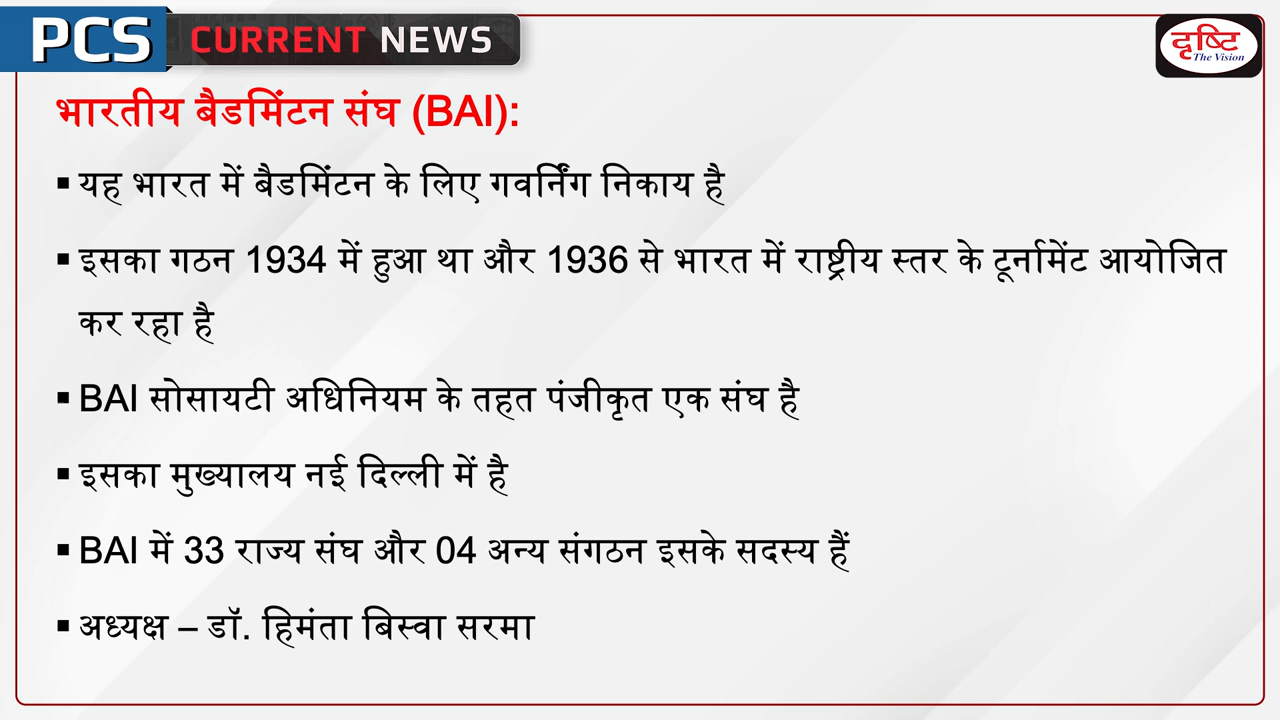 PCS CURRENT NEWS
दृष्टि
The Vision
भारतीय बैडमिंटन संघ (BAI):
▪ यह भारत में बैडमिंटन के लिए गवर्निंग निकाय है
▪ इसका गठन 1934 में हुआ था और 1936 से भारत में राष्ट्रीय स्तर के टूर्नामेंट आयोजित
कर रहा है
▪ BAI सोसायटी अधिनियम के तहत पंजीकृत एक संघ है
▪ इसका मुख्यालय नई दिल्ली में है
▪ BAI में 33 राज्य संघ और 04 अन्य संगठन इसके सदस्य हैं
▪ अध्यक्ष – डॉ. हिमंता बिस्वा सरमा